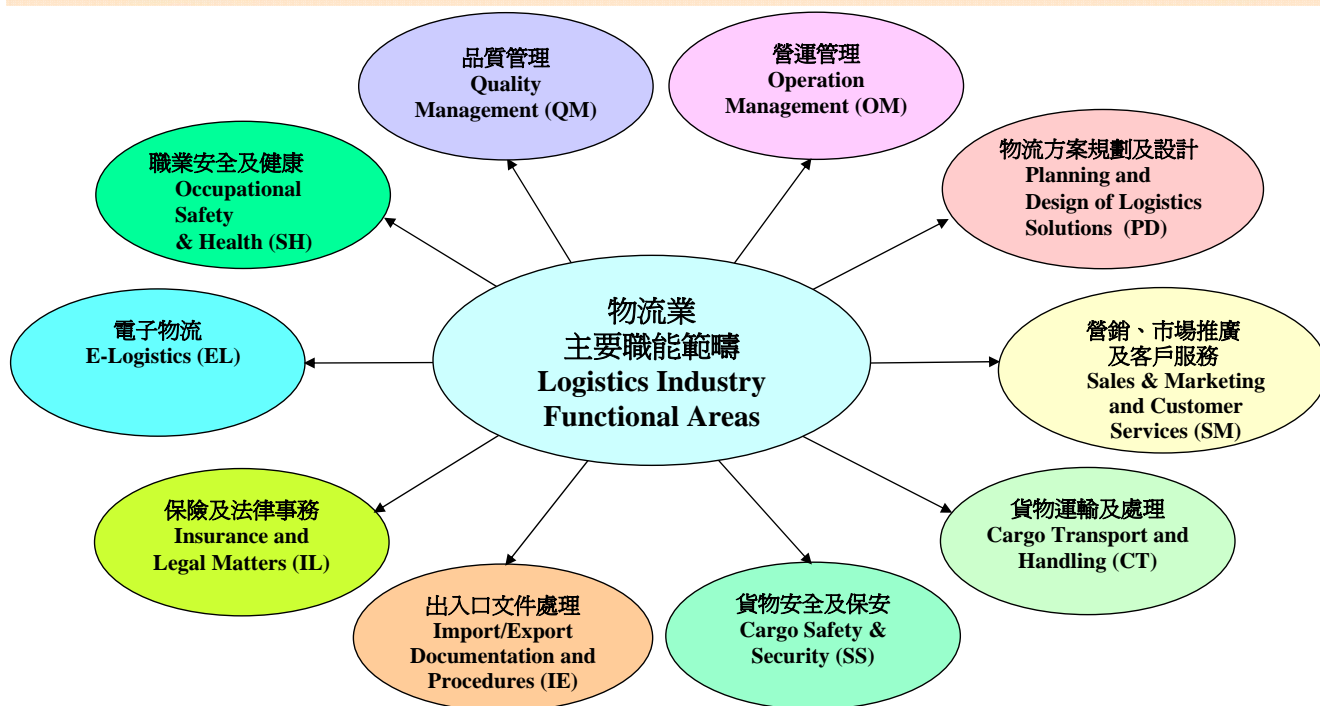 品質管理
Quality
Management (QM)
營運管理
Operation
Management (OM)
職業安全及健康
Occupational
Safety
& Health (SH)
物流方案規劃及設計
Planning and
Design of Logistics
Solutions (PD)
電子物流
E-Logistics (EL)
物流業
主要職能範疇
Logistics Industry
Functional Areas
營銷、市場推廣
及客戶服務
Sales & Marketing
and Customer
Services (SM)
保險及法律事務
Insurance and
Legal Matters (IL)
貨物運輸及處理
Cargo Transport and
Handling (CT)
出入口文件處理
Import/Export
Documentation and
Procedures (IE)
貨物安全及保安
Cargo Safety &
Security (SS)